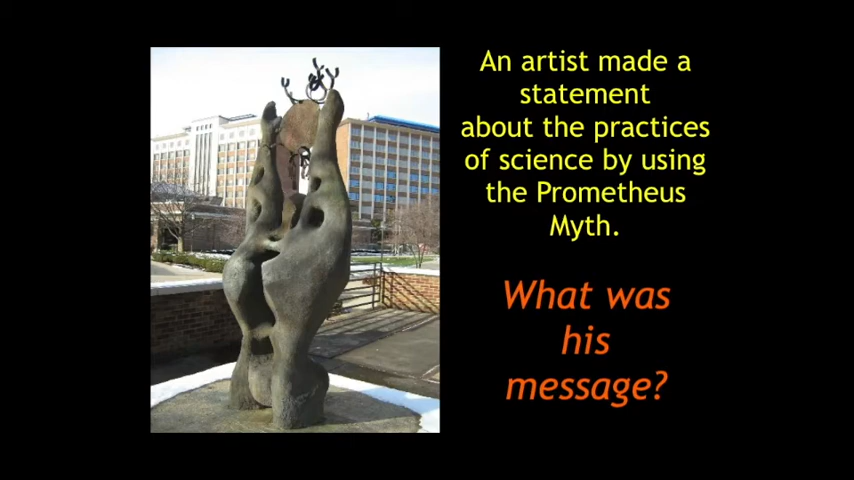 An artist made a
statement
about the practices
of science by using
the Prometheus
Myth.
What was
his
message?